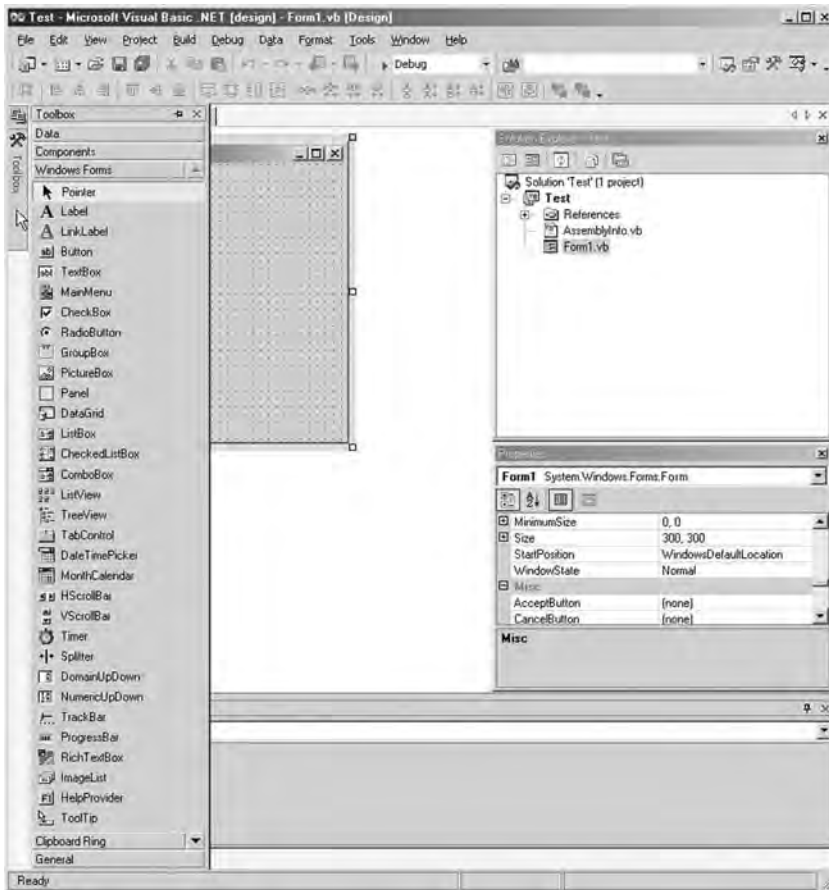 Test - Microsoft Visual Basic .NET [design] - Form1.vb [Design]
File Edit View Project Build Debug Data Format Tools Window Help
Debug
Toolbox
Toolbox
Data
Components
Windows Forms
Pointer
Label
LinkLabel
Button
TextBox
MainMenu
CheckBox
RadioButton
GroupBox
PictureBox
Panel
DataGrid
ListBox
CheckedListBox
ComboBox
ListView
TreeView
TabControl
DateTimePicker
MonthCalendar
HScrollBar
VScrollBar
Timer
Splitter
DomainUpDown
NumericUpDown
TrackBar
ProgressBar
RichTextBox
ImageList
HelpProvider
ToolTip
Clipboard Ring
General
Solution Explorer - Test
Solution 'Test' (1 project)
Test
References
AssemblyInfo.vb
Form1.vb
Properties
Form1 System.Windows.Forms.Form
MinimumSize 0, 0
Size 300, 300
StartPosition WindowsDefaultLocation
WindowState Normal
Misc
AcceptButton (none)
CancelButton (none)
Misc
Ready